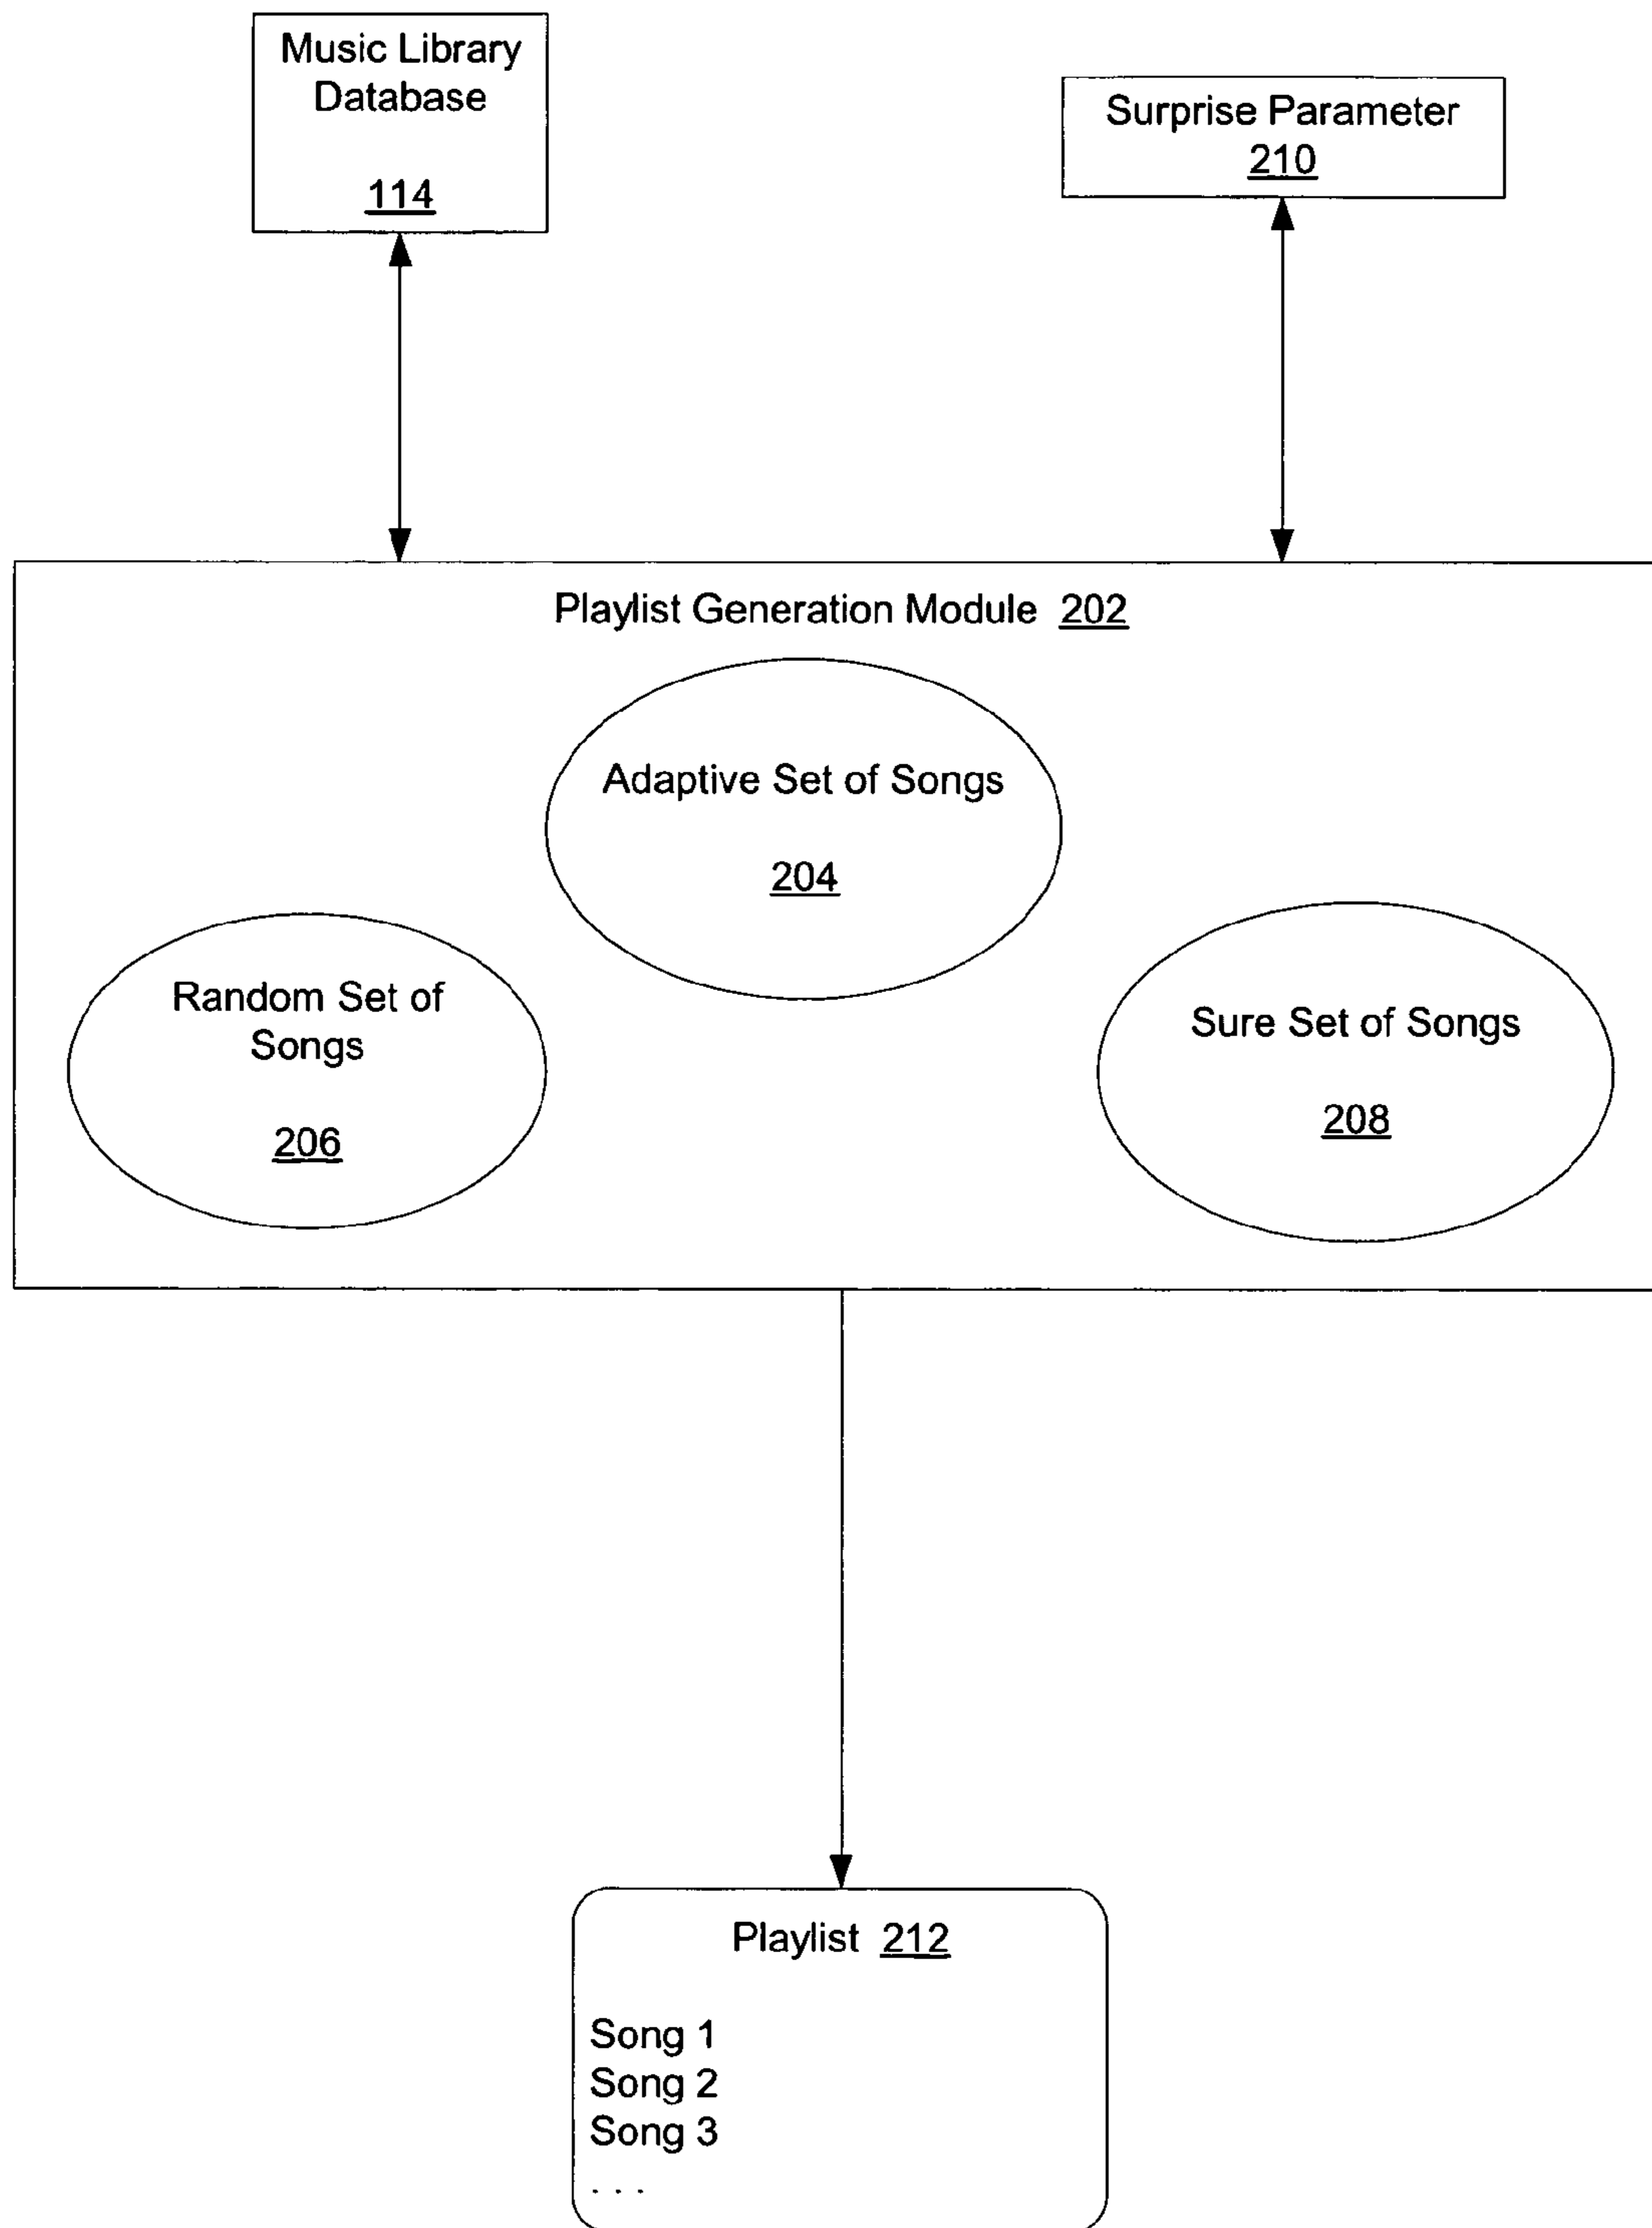 Music Library
Database
114
Surprise Parameter
210
Playlist Generation Module 202
Adaptive Set of Songs
204
Random Set of
Songs
206
Sure Set of Songs
208
Playlist 212
Song 1
Song 2
Song 3
. . .